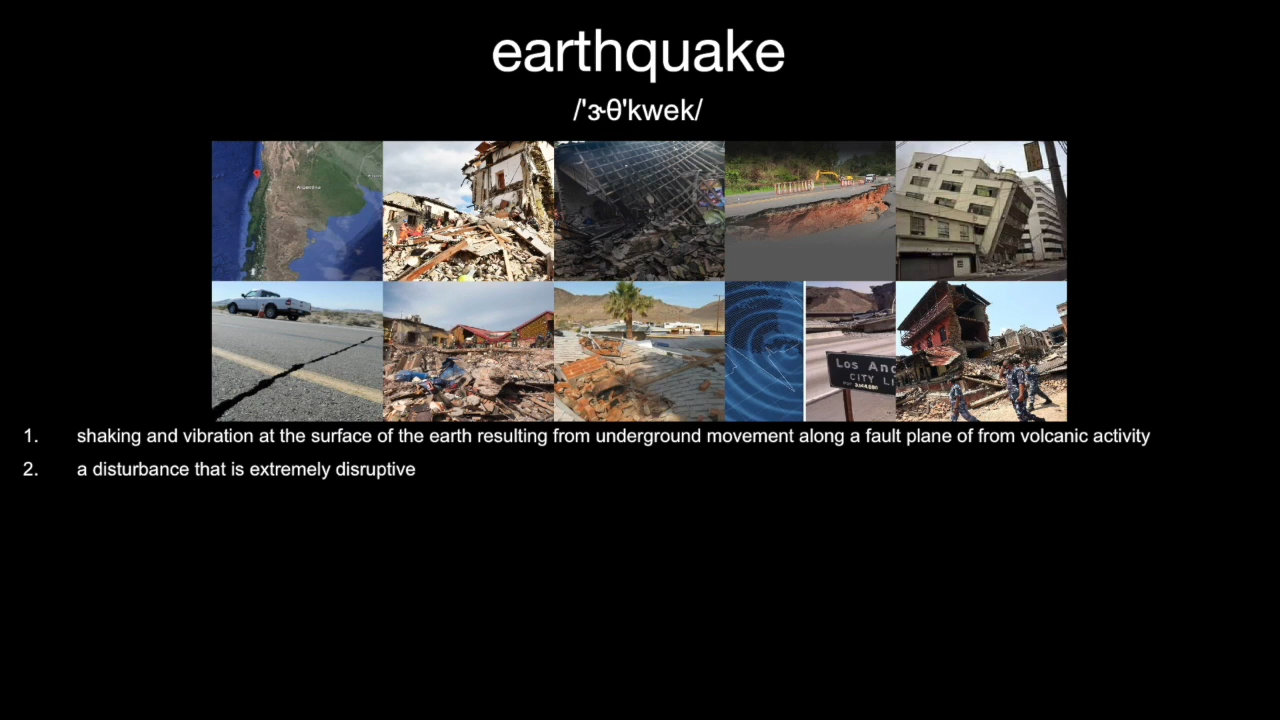 earthquake
/'ɝθ'kwek/
Argentina
Los Ang
CITY LI
1. shaking and vibration at the surface of the earth resulting from underground movement along a fault plane of from volcanic activity
2. a disturbance that is extremely disruptive